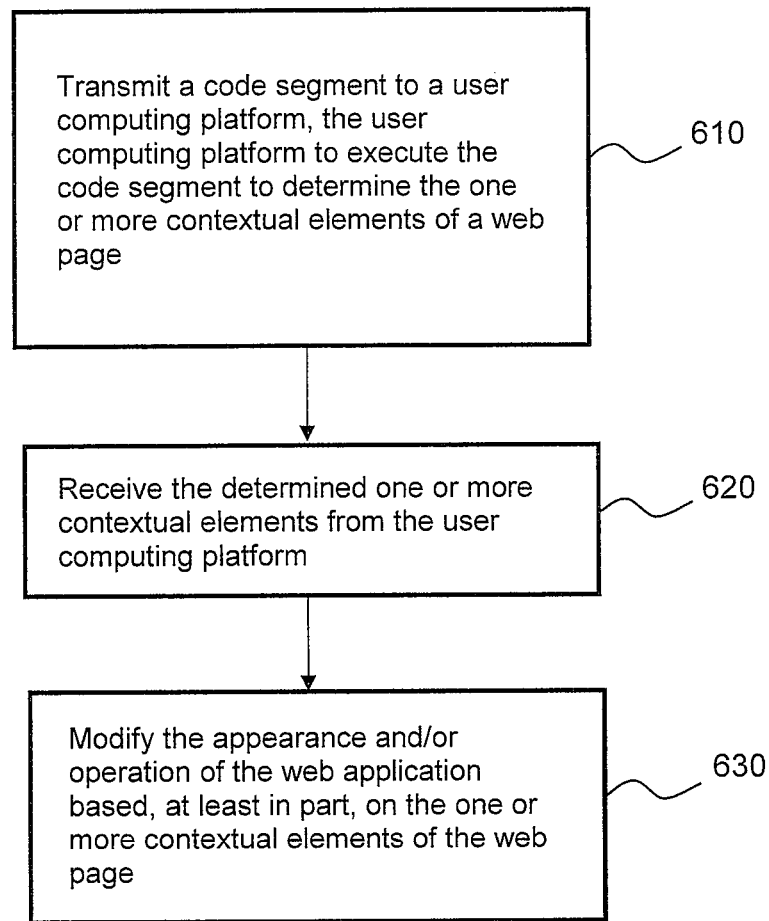 Transmit a code segment to a user
computing platform, the user
computing platform to execute the
code segment to determine the one
or more contextual elements of a web
page
610
Receive the determined one or more
contextual elements from the user
computing platform
620
Modify the appearance and/or
operation of the web application
based, at least in part, on the one or
more contextual elements of the web
page
630